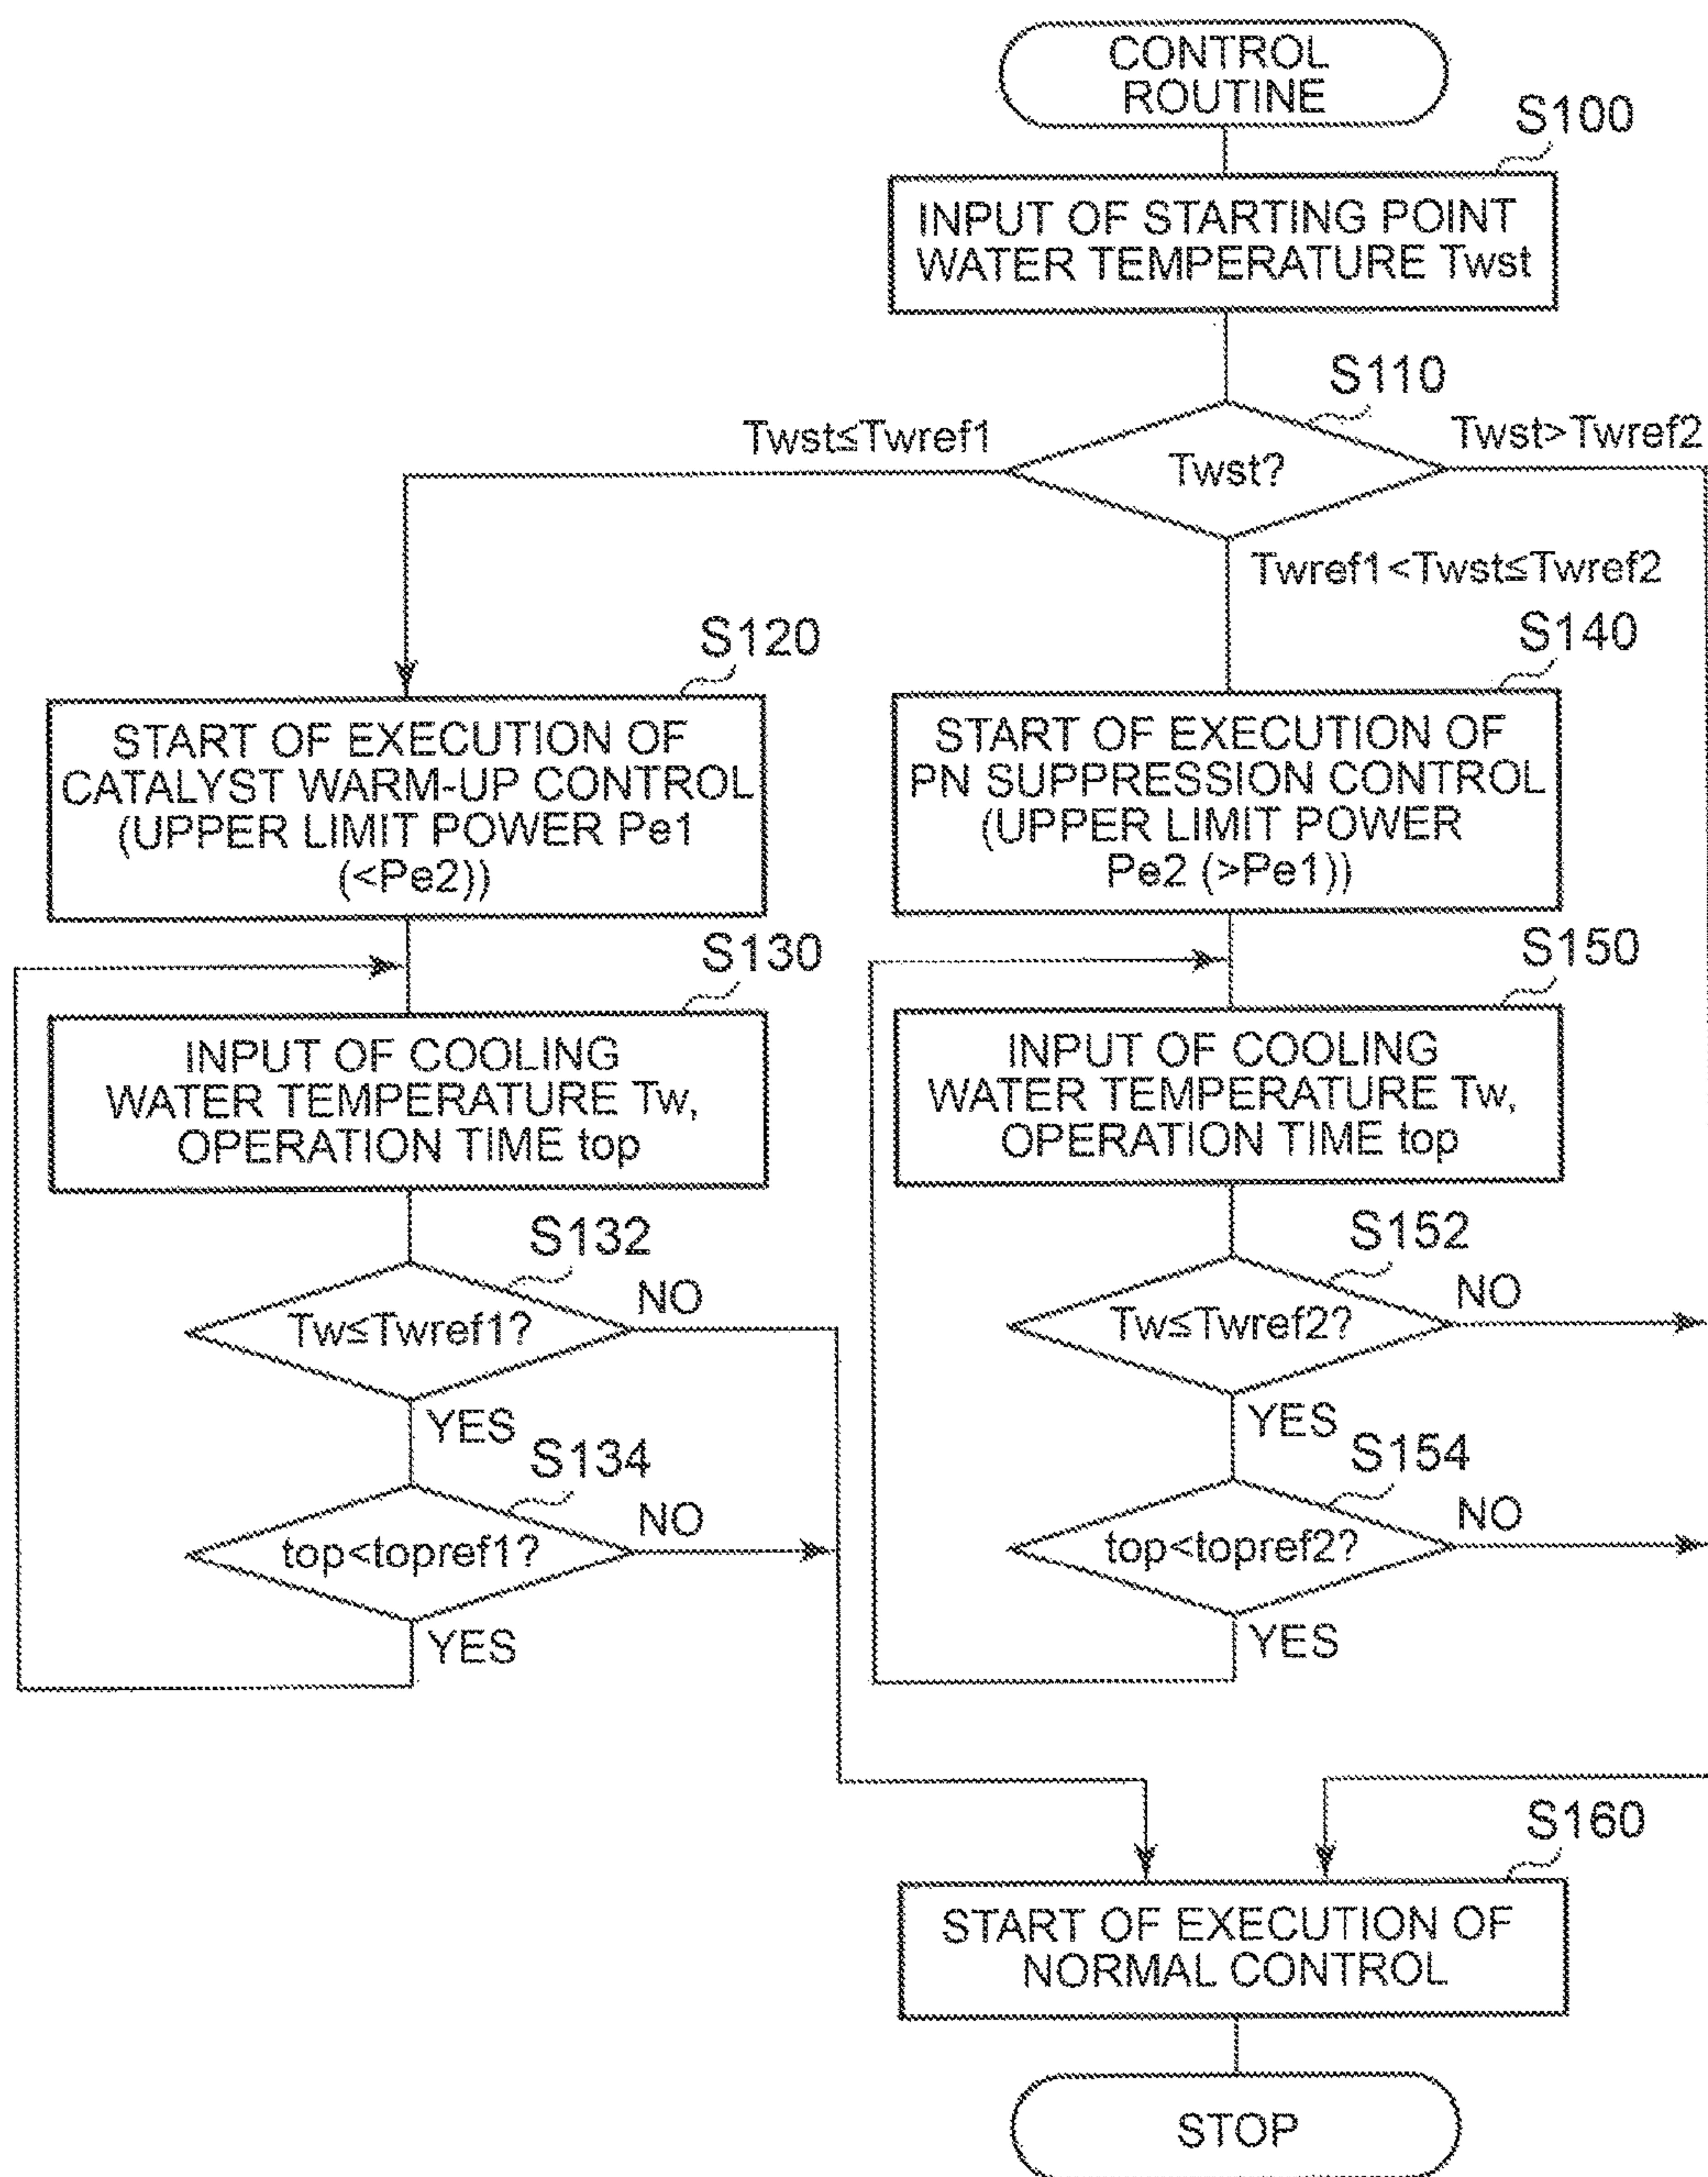 CONTROL
ROUTINE
S100
INPUT OF STARTING POINT
WATER TEMPERATURE Twst
S110
Twst≤Twref1
Twst?
Twst>Twref2
Twref1<Twst≤Twref2
S120
START OF EXECUTION OF
CATALYST WARM-UP CONTROL
(UPPER LIMIT POWER Pe1
(<Pe2))
S140
START OF EXECUTION OF
PN SUPPRESSION CONTROL
(UPPER LIMIT POWER
Pe2 (>Pe1))
S130
INPUT OF COOLING
WATER TEMPERATURE Tw,
OPERATION TIME top
S150
INPUT OF COOLING
WATER TEMPERATURE Tw,
OPERATION TIME top
S132
Tw≤Twref1?
NO
YES
S152
Tw≤Twref2?
NO
YES
S134
top<topref1?
NO
YES
S154
top<topref2?
NO
YES
S160
START OF EXECUTION OF
NORMAL CONTROL
STOP